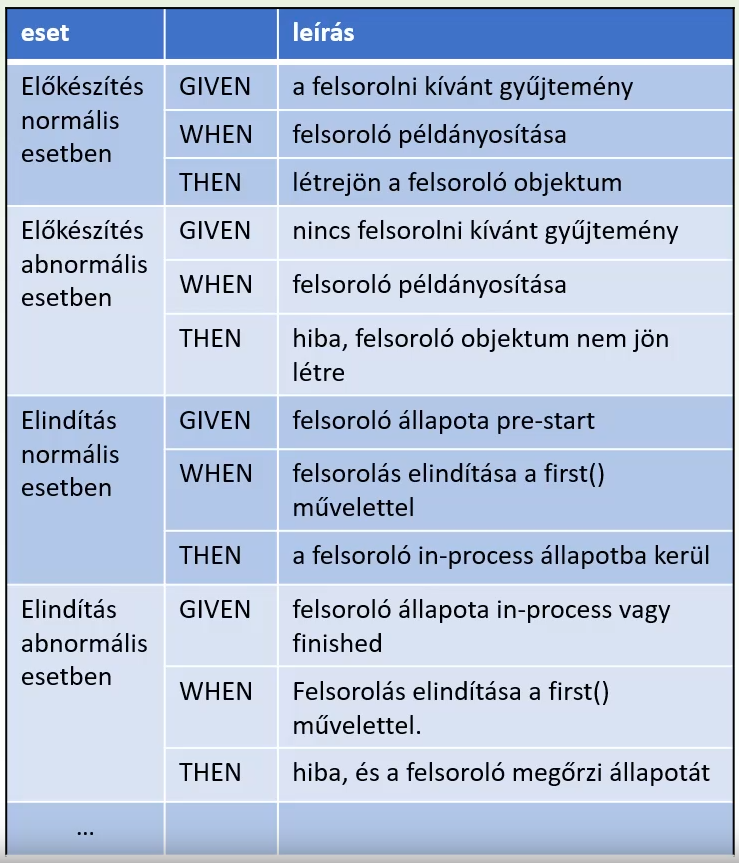 eset leírás
Előkészítés normális esetben
GIVEN a felsorolni kívánt gyűjtemény
WHEN felsoroló példányosítása
THEN létrejön a felsoroló objektum
Előkészítés abnormális esetben
GIVEN nincs felsorolni kívánt gyűjtemény
WHEN felsoroló példányosítása
THEN hiba, felsoroló objektum nem jön
létre
Elindítás normális esetben
GIVEN felsoroló állapota pre-start
WHEN felsorolás elindítása a first()
művelettel
THEN a felsoroló in-process állapotba kerül
Elindítás abnormális esetben
GIVEN felsoroló állapota in-process vagy
finished
WHEN Felsorolás elindítása a first()
művelettel.
THEN hiba, és a felsoroló megőrzi állapotát
...